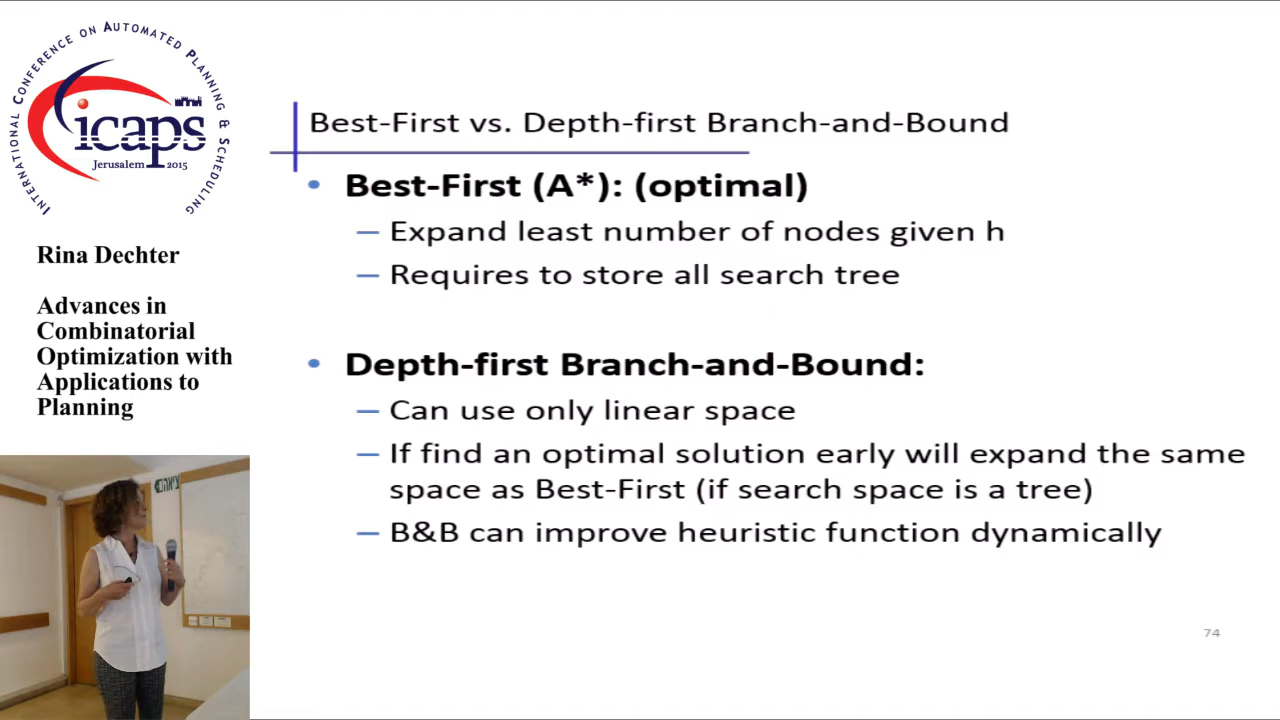 INTERNATIONAL CONFERENCE ON AUTOMATED PLANNING & SCHEDULING
icaps
Jerusalem 2015
Rina Dechter
Advances in
Combinatorial
Optimization with
Applications to
Planning
Best-First vs. Depth-first Branch-and-Bound
• Best-First (A*): (optimal)
– Expand least number of nodes given h
– Requires to store all search tree
• Depth-first Branch-and-Bound:
– Can use only linear space
– If find an optimal solution early will expand the same
space as Best-First (if search space is a tree)
– B&B can improve heuristic function dynamically
74